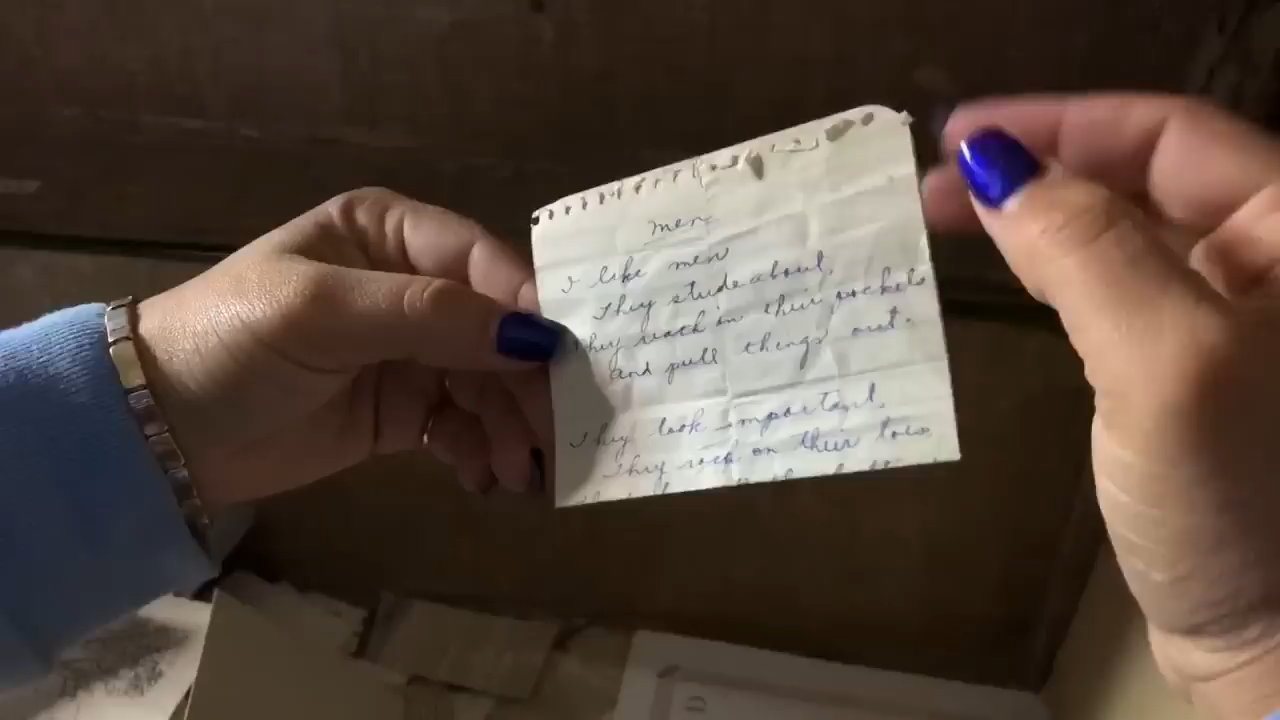 Men
I like men
They stride about,
They reach in their pockets
and pull things out.
They look important,
They rock on their toes